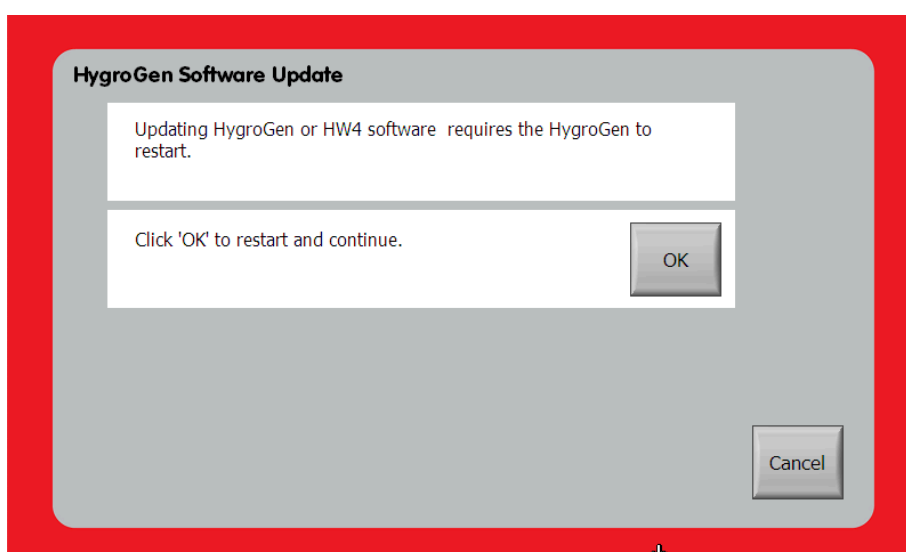 HygroGen Software Update
Updating HygroGen or HW4 software  requires the HygroGen to
restart.
Click 'OK' to restart and continue.
OK
Cancel